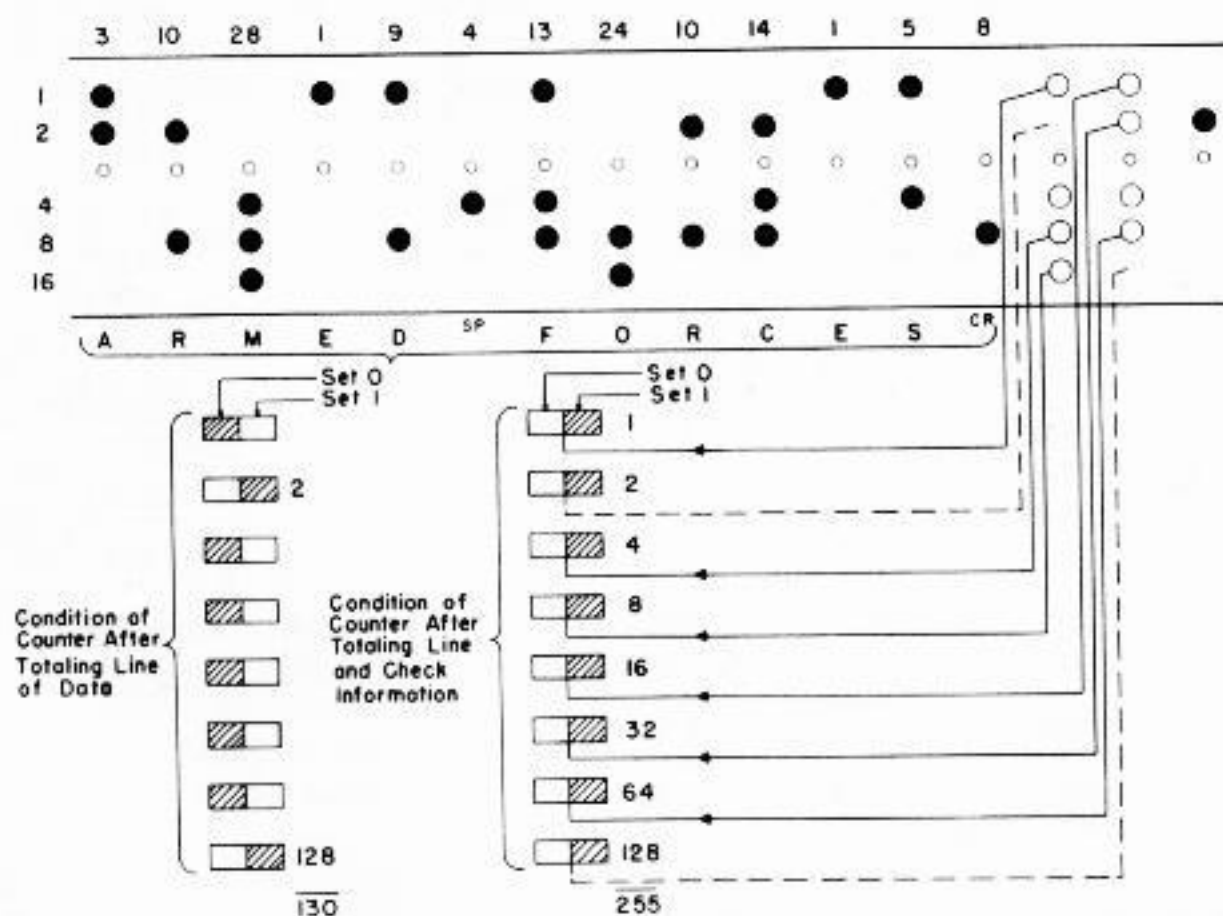 3 10 28 1 9 4 13 24 10 14 1 5 8
1
2
4
8
16
A R M E D SP F O R C E S CR
Set 0
Set 1
Set 0
Set 1
1
2
2
4
8
16
32
64
128
128
Condition of
Counter After
Totaling Line
of Data
Condition of
Counter After
Totaling Line
and Check
Information
130
255